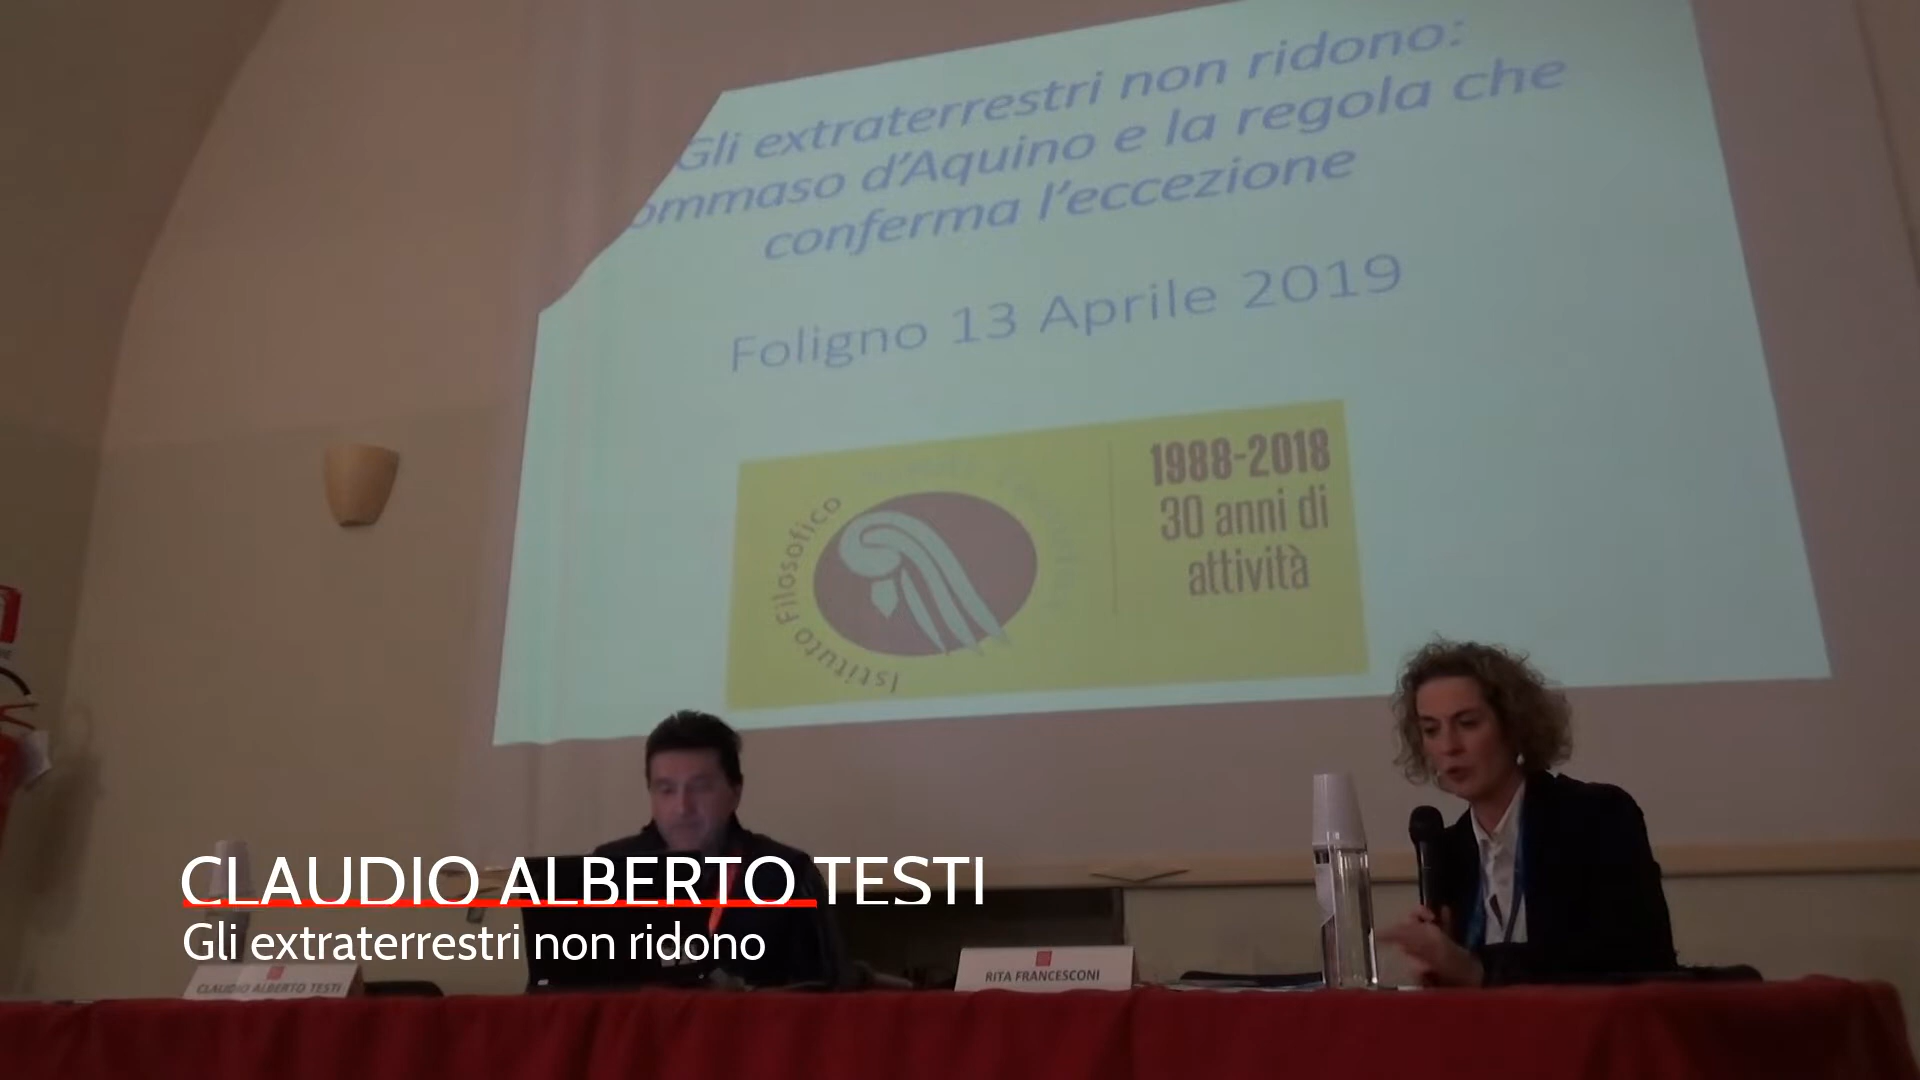 Gli extraterrestri non ridono:
ommaso d'Aquino e la regola che
conferma l'eccezione
Foligno 13 Aprile 2019
Istituto Filosofico
1988-2018
30 anni di
attività
CLAUDIO ALBERTO TESTI
Gli extraterrestri non ridono
CLAUDIO ALBERTO TESTI
RITA FRANCESCONI